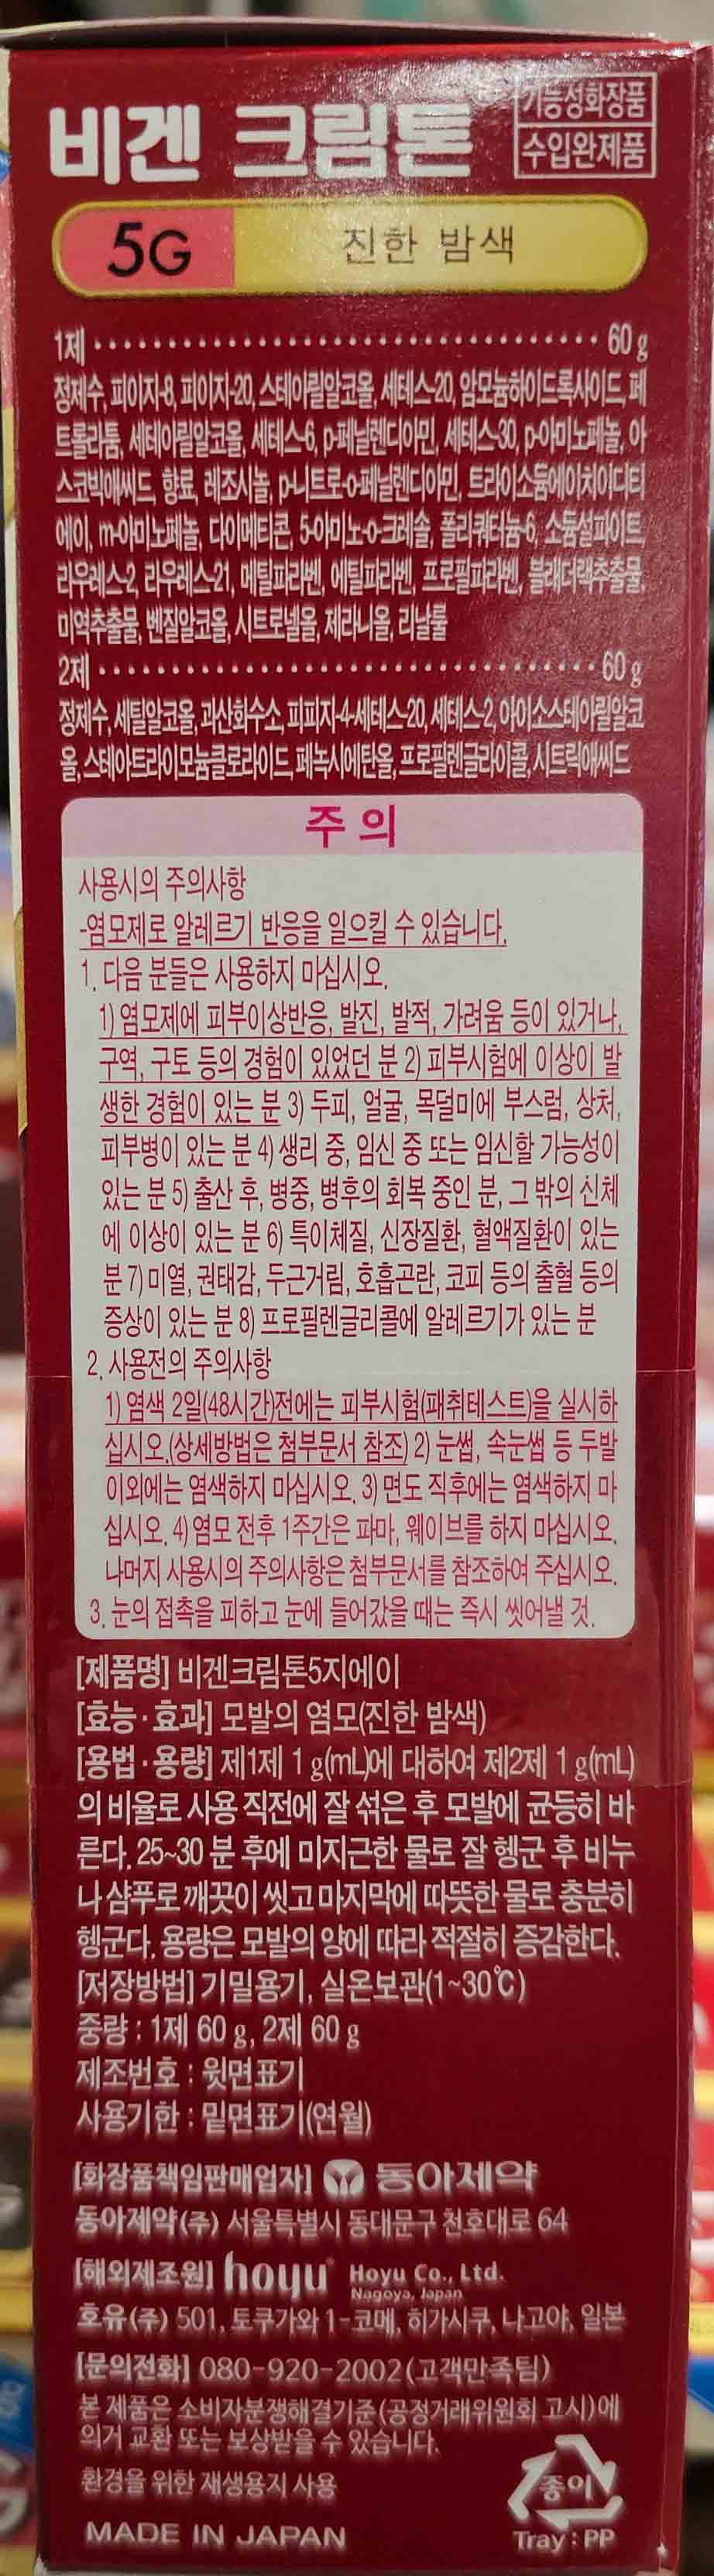 비겐 크림톤
기능성화장품
수입완제품
5G 진한 밤색
1제 60 g
정제수, 피이지-8, 피이지-20, 스테아릴알코올, 세테스-20, 암모늄하이드록사이드, 페
트롤라툼, 세테아릴알코올, 세테스-6, p-페닐렌디아민, 세테스-30, p-아미노페놀, 아
스코빅애씨드, 향료, 레조시놀, p-니트로-o-페닐렌디아민, 트라이소듐에이치이디티
에이, m-아미노페놀, 다이메티콘, 5-아미노-o-크레솔, 폴리쿼터늄-6, 소듐설파이트,
라우레스-2, 라우레스-21, 메틸파라벤, 에틸파라벤, 프로필파라벤, 블래더랙추출물,
미역추출물, 벤질알코올, 시트로넬올, 제라니올, 리날룰
2제 60 g
정제수, 세틸알코올, 과산화수소, 피피지-4-세테스-20, 세테스-2, 아이소스테아릴알코
올, 스테아트라이모늄클로라이드, 페녹시에탄올, 프로필렌글라이콜, 시트릭애씨드
주 의
사용시의 주의사항
-염모제로 알레르기 반응을 일으킬 수 있습니다.
1. 다음 분들은 사용하지 마십시오.
1) 염모제에 피부이상반응, 발진, 발적, 가려움 등이 있거나,
구역, 구토 등의 경험이 있었던 분 2) 피부시험에 이상이 발
생한 경험이 있는 분 3) 두피, 얼굴, 목덜미에 부스럼, 상처,
피부병이 있는 분 4) 생리 중, 임신 중 또는 임신할 가능성이
있는 분 5) 출산 후, 병중, 병후의 회복 중인 분, 그 밖의 신체
에 이상이 있는 분 6) 특이체질, 신장질환, 혈액질환이 있는
분 7) 미열, 권태감, 두근거림, 호흡곤란, 코피 등의 출혈 등의
증상이 있는 분 8) 프로필렌글리콜에 알레르기가 있는 분
2. 사용전의 주의사항
1) 염색 2일(48시간)전에는 피부시험(패취테스트)을 실시하
십시오.(상세방법은 첨부문서 참조) 2) 눈썹, 속눈썹 등 두발
이외에는 염색하지 마십시오. 3) 면도 직후에는 염색하지 마
십시오. 4) 염모 전후 1주간은 파마, 웨이브를 하지 마십시오.
나머지 사용시의 주의사항은 첨부문서를 참조하여 주십시오.
3. 눈의 접촉을 피하고 눈에 들어갔을 때는 즉시 씻어낼 것.
[제품명] 비겐크림톤5지에이
[효능·효과] 모발의 염모(진한 밤색)
[용법·용량] 제1제 1 g(mL)에 대하여 제2제 1 g(mL)
의 비율로 사용 직전에 잘 섞은 후 모발에 균등히 바
른다. 25~30 분 후에 미지근한 물로 잘 헹군 후 비누
나 샴푸로 깨끗이 씻고 마지막에 따뜻한 물로 충분히
헹군다. 용량은 모발의 양에 따라 적절히 증감한다.
[저장방법] 기밀용기, 실온보관(1~30℃)
중량 : 1제 60 g, 2제 60 g
제조번호 : 윗면표기
사용기한 : 밑면표기(연월)
[화장품책임판매업자] 동아제약
동아제약(주) 서울특별시 동대문구 천호대로 64
[해외제조원] hoyu Hoyu Co., Ltd.
Nagoya, Japan
호유(주) 501, 토쿠가와 1-코메, 히가시쿠, 나고야, 일본
[문의전화] 080-920-2002(고객만족팀)
본 제품은 소비자분쟁해결기준(공정거래위원회 고시)에
의거 교환 또는 보상받을 수 있습니다.
환경을 위한 재생용지 사용
종이
MADE IN JAPAN
Tray : PP